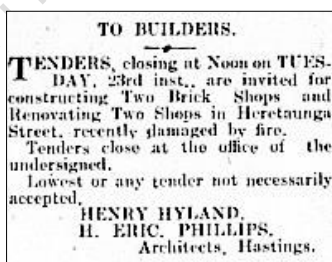 TO BUILDERS.
TENDERS, closing at Noon on TUES-
DAY, 23rd inst., are invited for
constructing Two Brick Shops and
Renovating Two Shops in Heretaunga
Street, recently damaged by fire.
Tenders close at the office of the
undersigned.
Lowest or any tender not necessarily
accepted.
HENRY HYLAND,
H. ERIC. PHILLIPS,
Architects, Hastings.